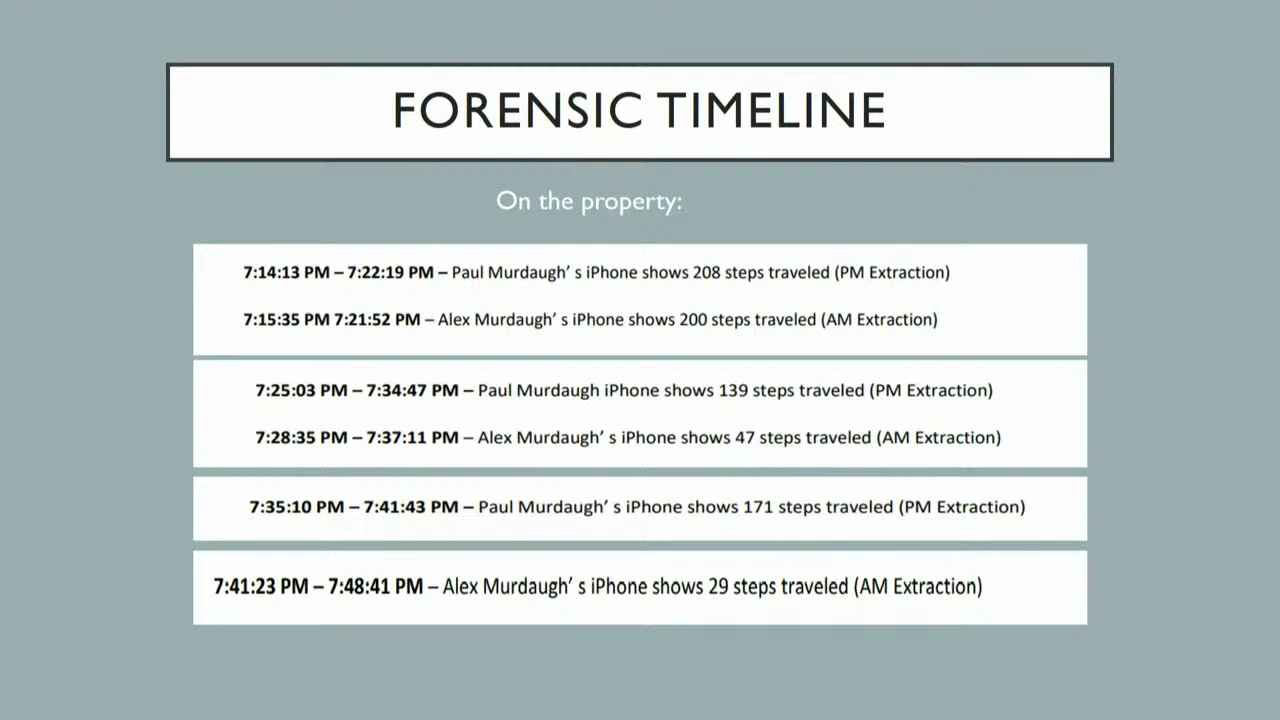 FORENSIC TIMELINE
On the property:
7:14:13 PM – 7:22:19 PM – Paul Murdaugh’ s iPhone shows 208 steps traveled (PM Extraction)
7:15:35 PM 7:21:52 PM – Alex Murdaugh’ s iPhone shows 200 steps traveled (AM Extraction)
7:25:03 PM – 7:34:47 PM – Paul Murdaugh iPhone shows 139 steps traveled (PM Extraction)
7:28:35 PM – 7:37:11 PM – Alex Murdaugh’ s iPhone shows 47 steps traveled (AM Extraction)
7:35:10 PM – 7:41:43 PM – Paul Murdaugh’ s iPhone shows 171 steps traveled (PM Extraction)
7:41:23 PM – 7:48:41 PM – Alex Murdaugh’ s iPhone shows 29 steps traveled (AM Extraction)